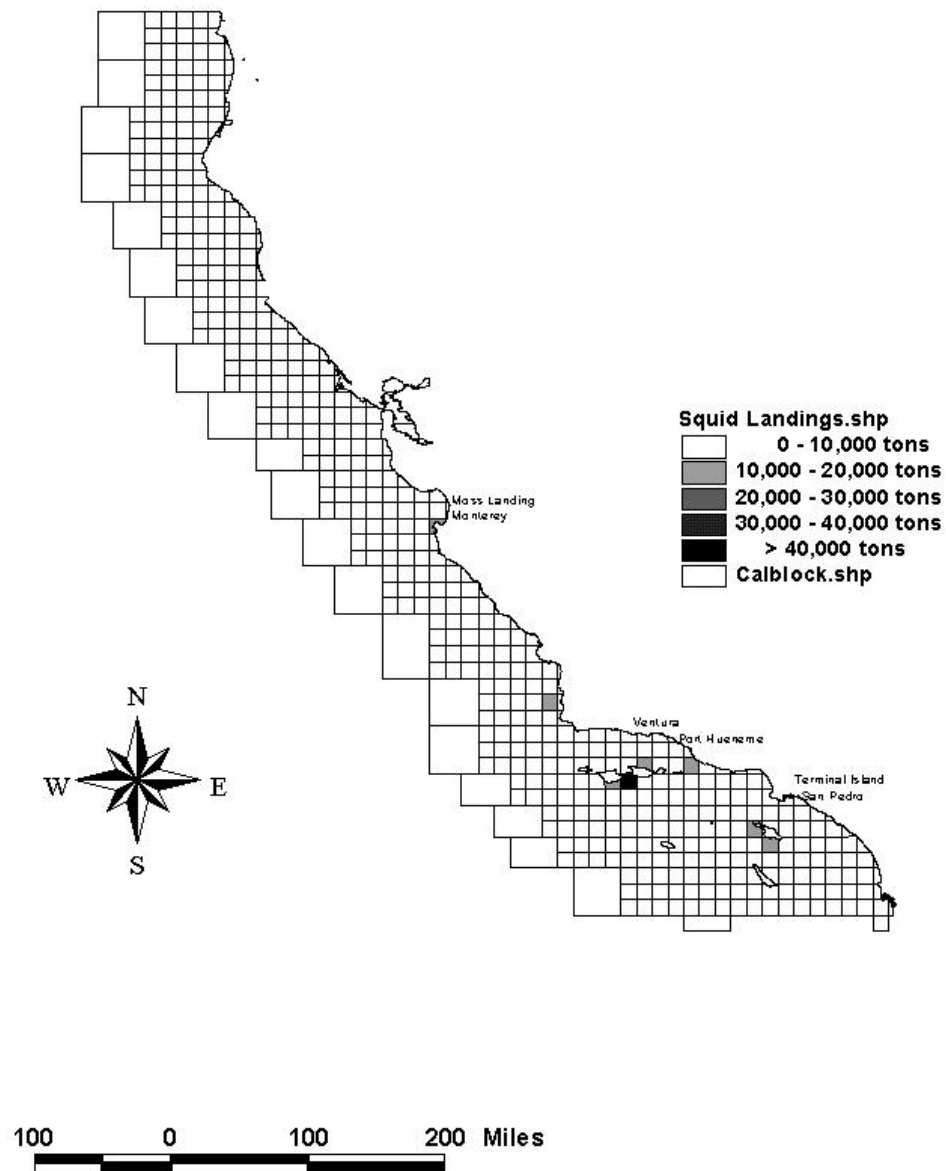 Squid Landings.shp
0 - 10,000 tons
10,000 - 20,000 tons
20,000 - 30,000 tons
30,000 - 40,000 tons
> 40,000 tons
Calblock.shp
Moss Landing
Monterey
N
W E
S
Ventura
Port Hueneme
Terminal Island
San Pedro
100 0 100 200 Miles